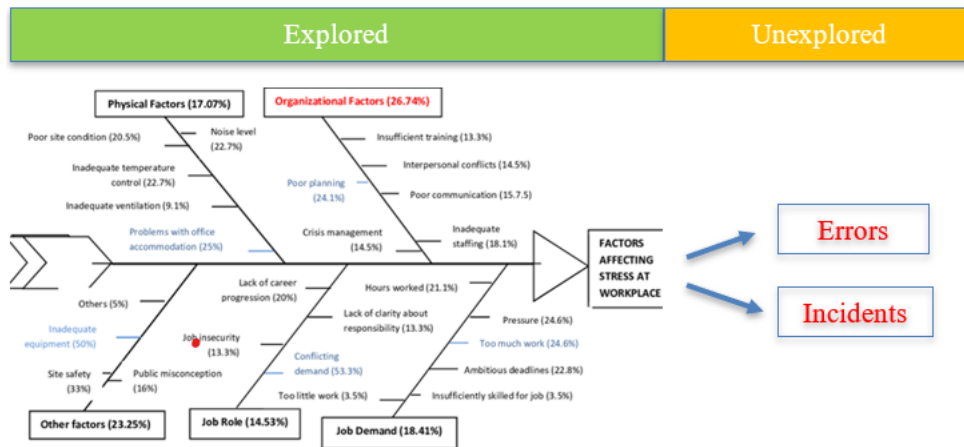 Explored
Unexplored
Physical Factors (17.07%)
Organizational Factors (26.74%)
Poor site condition (20.5%)
Noise level
(22.7%)
Inadequate temperature
control (22.7%)
Inadequate ventilation (9.1%)
Problems with office
accommodation (25%)
Insufficient training (13.3%)
Interpersonal conflicts (14.5%)
Poor planning
(24.1%)
Poor communication (15.7.5)
Crisis management
(14.5%)
Inadequate
staffing (18.1%)
FACTORS
AFFECTING
STRESS AT
WORKPLACE
Errors
Incidents
Others (5%)
Inadequate
equipment (50%)
Site safety
(33%)
Public misconception
(16%)
Other factors (23.25%)
Lack of career
progression (20%)
Lack of clarity about
responsibility (13.3%)
Job insecurity
(13.3%)
Conflicting
demand (53.3%)
Too little work (3.5%)
Job Role (14.53%)
Hours worked (21.1%)
Pressure (24.6%)
Too much work (24.6%)
Ambitious deadlines (22.8%)
Insufficiently skilled for job (3.5%)
Job Demand (18.41%)